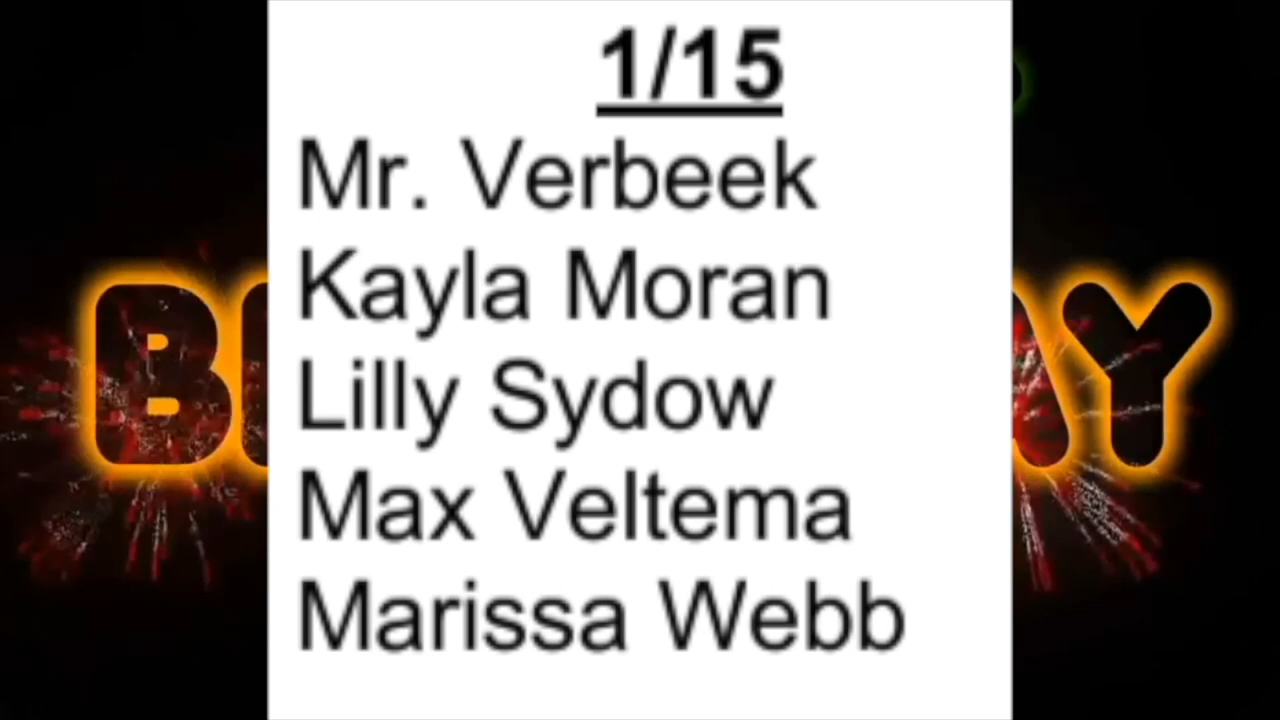 1/15
Mr. Verbeek
Kayla Moran
Lilly Sydow
Max Veltema
Marissa Webb